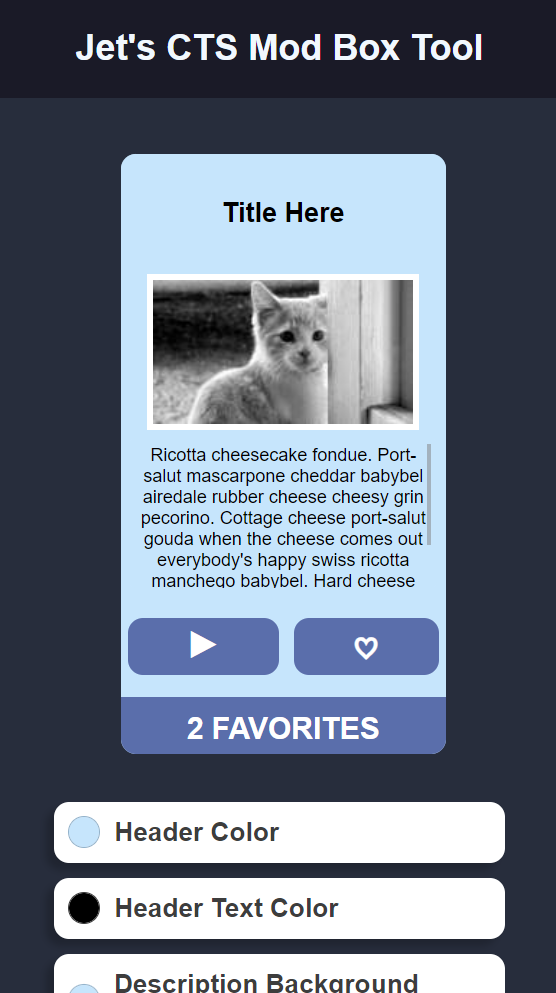 Jet's CTS Mod Box Tool
Title Here
Ricotta cheesecake fondue. Port-
salut mascarpone cheddar babybel
airedale rubber cheese cheesy grin
pecorino. Cottage cheese port-salut
gouda when the cheese comes out
everybody's happy swiss ricotta
manchego babybel. Hard cheese
2 FAVORITES
Header Color
Header Text Color
Description Background